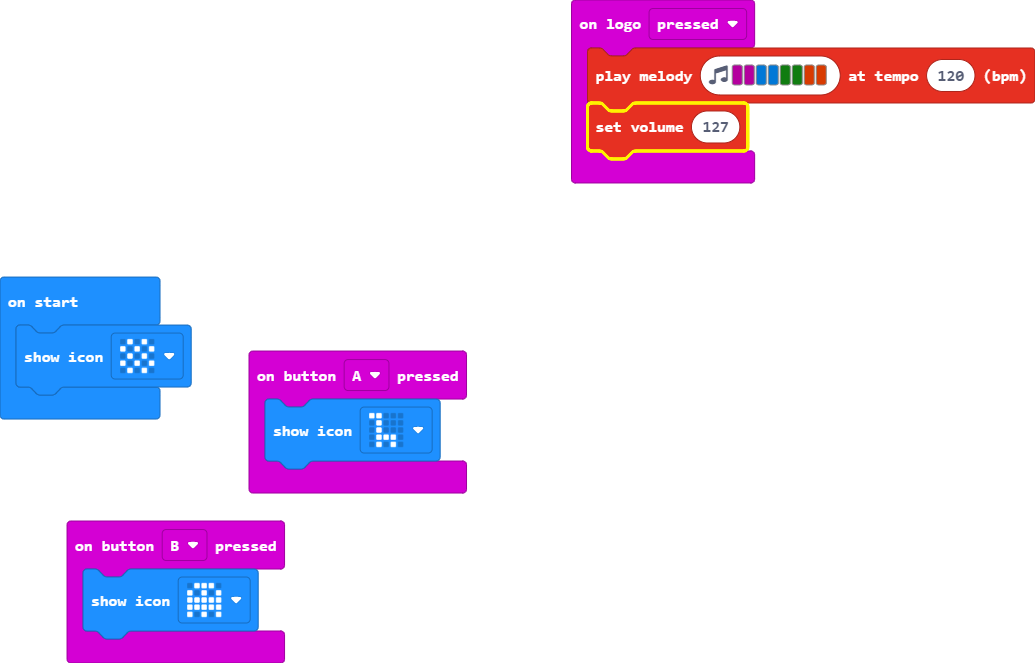 on logo pressed
play melody at tempo 120 (bpm)
set volume 127
on start
show icon
on button A pressed
show icon
on button B pressed
show icon